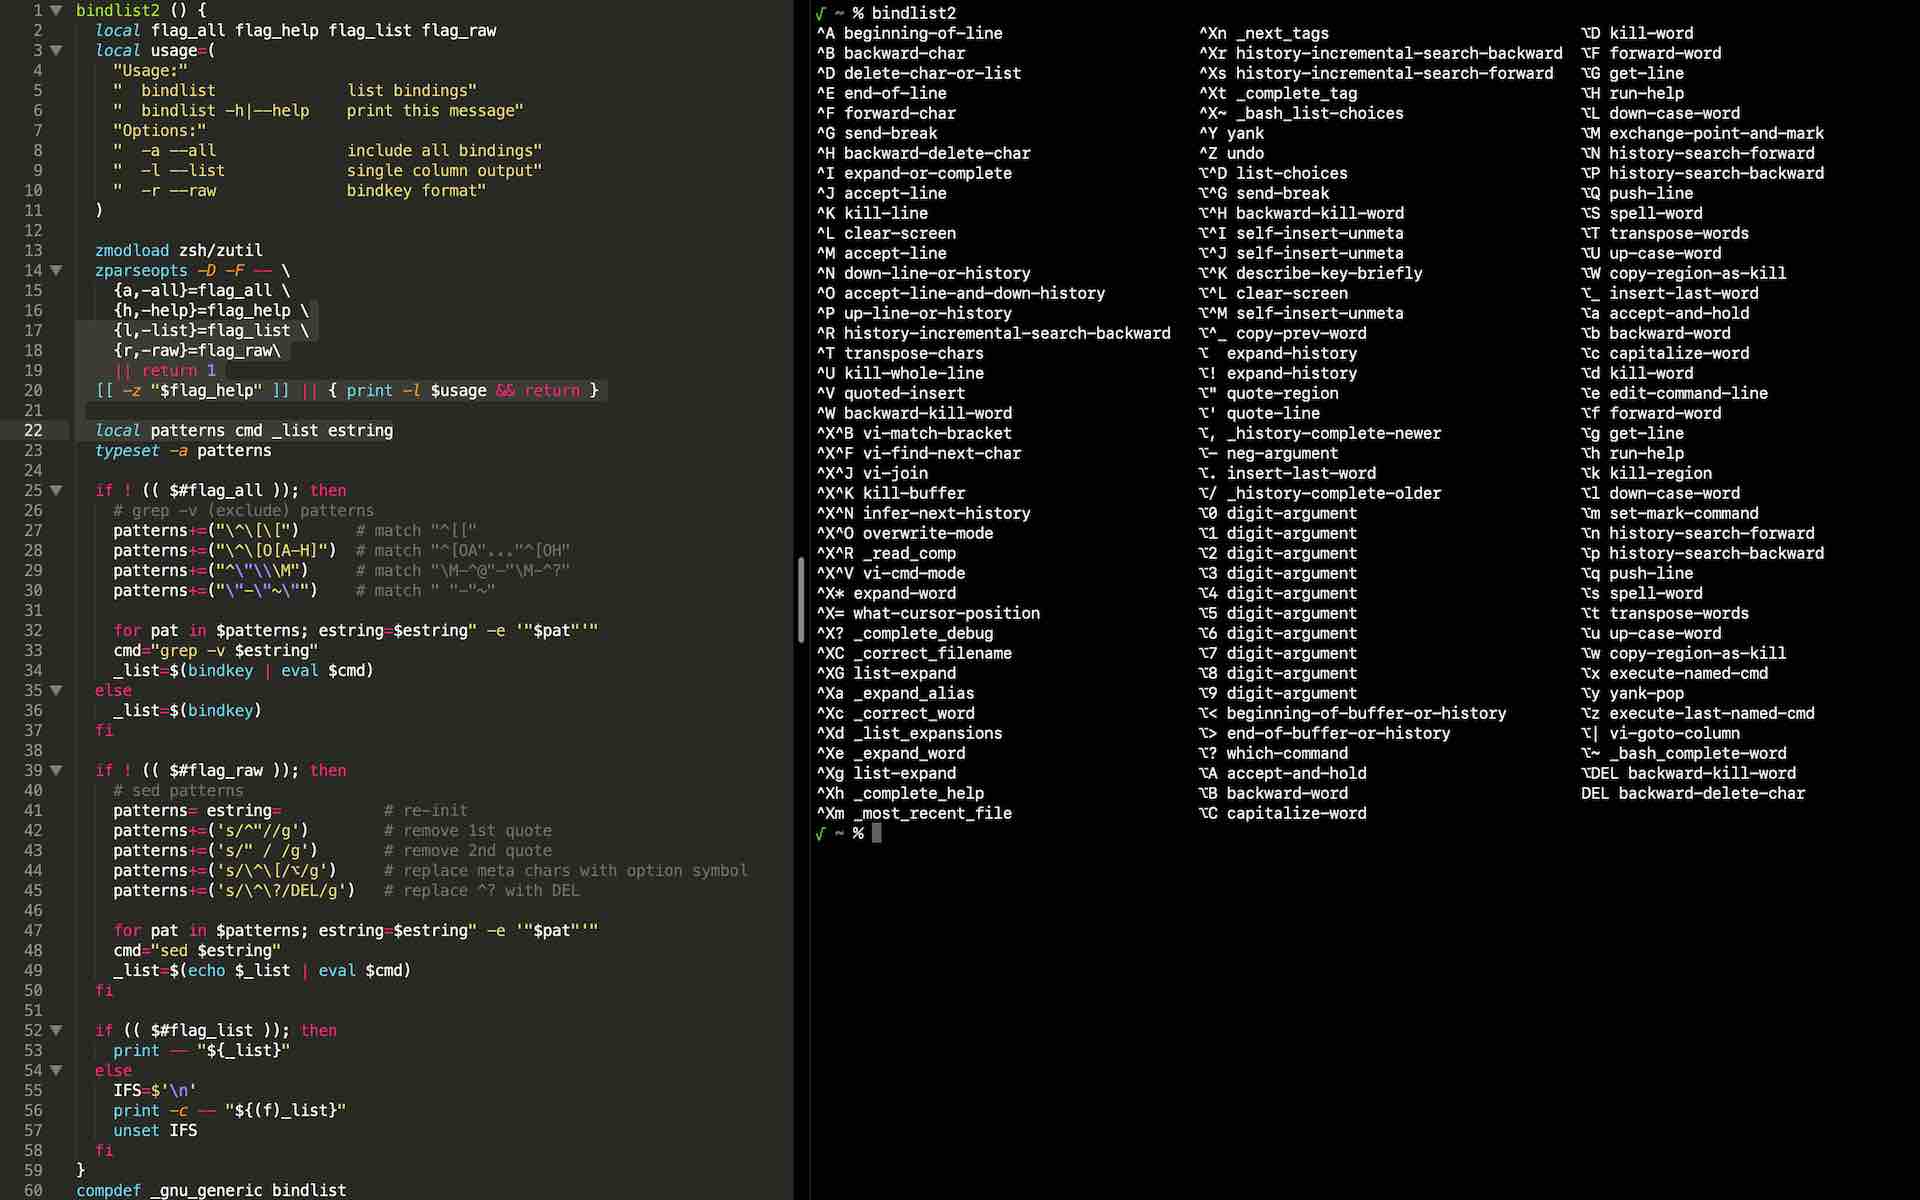 1 bindlist2 () {
2   local flag_all flag_help flag_list flag_raw
3   local usage=(
4     "Usage:"
5     "  bindlist              list bindings"
6     "  bindlist -h|--help    print this message"
7     "Options:"
8     "  -a --all              include all bindings"
9     "  -l --list             single column output"
10     "  -r --raw              bindkey format"
11   )
12
13   zmodload zsh/zutil
14   zparseopts -D -F -- \
15     {a,-all}=flag_all \
16     {h,-help}=flag_help \
17     {l,-list}=flag_list \
18     {r,-raw}=flag_raw\
19     || return 1
20   [[ -z "$flag_help" ]] || { print -l $usage && return }
21
22   local patterns cmd _list estring
23   typeset -a patterns
24
25   if ! (( $#flag_all )); then
26     # grep -v (exclude) patterns
27     patterns+=("\^\[\[")      # match "^[["
28     patterns+=("\^\[O[A-H]")  # match "^[OA"..."^[OH"
29     patterns+=("^\"\\\M")     # match "\M-^@"-"\M-^?"
30     patterns+=("\"-\"~\"")    # match " "-"~"
31
32     for pat in $patterns; estring=$estring" -e '"$pat"'"
33     cmd="grep -v $estring"
34     _list=$(bindkey | eval $cmd)
35   else
36     _list=$(bindkey)
37   fi
38
39   if ! (( $#flag_raw )); then
40     # sed patterns
41     patterns= estring=           # re-init
42     patterns+=('s/^"//g')        # remove 1st quote
43     patterns+=('s/" / /g')       # remove 2nd quote
44     patterns+=('s/\^\[/⌥/g')     # replace meta chars with option symbol
45     patterns+=('s/\^\?/DEL/g')   # replace ^? with DEL
46
47     for pat in $patterns; estring=$estring" -e '"$pat"'"
48     cmd="sed $estring"
49     _list=$(echo $_list | eval $cmd)
50   fi
51
52   if (( $#flag_list )); then
53     print -- "${_list}"
54   else
55     IFS=$'\n'
56     print -c -- "${(f)_list}"
57     unset IFS
58   fi
59 }
60 compdef _gnu_generic bindlist
√ ~ % bindlist2
^A beginning-of-line
^B backward-char
^D delete-char-or-list
^E end-of-line
^F forward-char
^G send-break
^H backward-delete-char
^I expand-or-complete
^J accept-line
^K kill-line
^L clear-screen
^M accept-line
^N down-line-or-history
^O accept-line-and-down-history
^P up-line-or-history
^R history-incremental-search-backward
^T transpose-chars
^U kill-whole-line
^V quoted-insert
^W backward-kill-word
^X^B vi-match-bracket
^X^F vi-find-next-char
^X^J vi-join
^X^K kill-buffer
^X^N infer-next-history
^X^O overwrite-mode
^X^R _read_comp
^X^V vi-cmd-mode
^X* expand-word
^X= what-cursor-position
^X? _complete_debug
^XC _correct_filename
^XG list-expand
^Xa _expand_alias
^Xc _correct_word
^Xd _list_expansions
^Xe _expand_word
^Xg list-expand
^Xh _complete_help
^Xm _most_recent_file
^Xn _next_tags
^Xr history-incremental-search-backward
^Xs history-incremental-search-forward
^Xt _complete_tag
^X~ _bash_list-choices
^Y yank
^Z undo
⌥^D list-choices
⌥^G send-break
⌥^H backward-kill-word
⌥^I self-insert-unmeta
⌥^J self-insert-unmeta
⌥^K describe-key-briefly
⌥^L clear-screen
⌥^M self-insert-unmeta
⌥^_ copy-prev-word
⌥  expand-history
⌥! expand-history
⌥" quote-region
⌥' quote-line
⌥, _history-complete-newer
⌥- neg-argument
⌥. insert-last-word
⌥/ _history-complete-older
⌥0 digit-argument
⌥1 digit-argument
⌥2 digit-argument
⌥3 digit-argument
⌥4 digit-argument
⌥5 digit-argument
⌥6 digit-argument
⌥7 digit-argument
⌥8 digit-argument
⌥9 digit-argument
⌥< beginning-of-buffer-or-history
⌥> end-of-buffer-or-history
⌥? which-command
⌥A accept-and-hold
⌥B backward-word
⌥C capitalize-word
⌥D kill-word
⌥F forward-word
⌥G get-line
⌥H run-help
⌥L down-case-word
⌥M exchange-point-and-mark
⌥N history-search-forward
⌥P history-search-backward
⌥Q push-line
⌥S spell-word
⌥T transpose-words
⌥U up-case-word
⌥W copy-region-as-kill
⌥_ insert-last-word
⌥a accept-and-hold
⌥b backward-word
⌥c capitalize-word
⌥d kill-word
⌥e edit-command-line
⌥f forward-word
⌥g get-line
⌥h run-help
⌥k kill-region
⌥l down-case-word
⌥m set-mark-command
⌥n history-search-forward
⌥p history-search-backward
⌥q push-line
⌥s spell-word
⌥t transpose-words
⌥u up-case-word
⌥w copy-region-as-kill
⌥x execute-named-cmd
⌥y yank-pop
⌥z execute-last-named-cmd
⌥| vi-goto-column
⌥~ _bash_complete-word
⌥DEL backward-kill-word
DEL backward-delete-char
√ ~ %